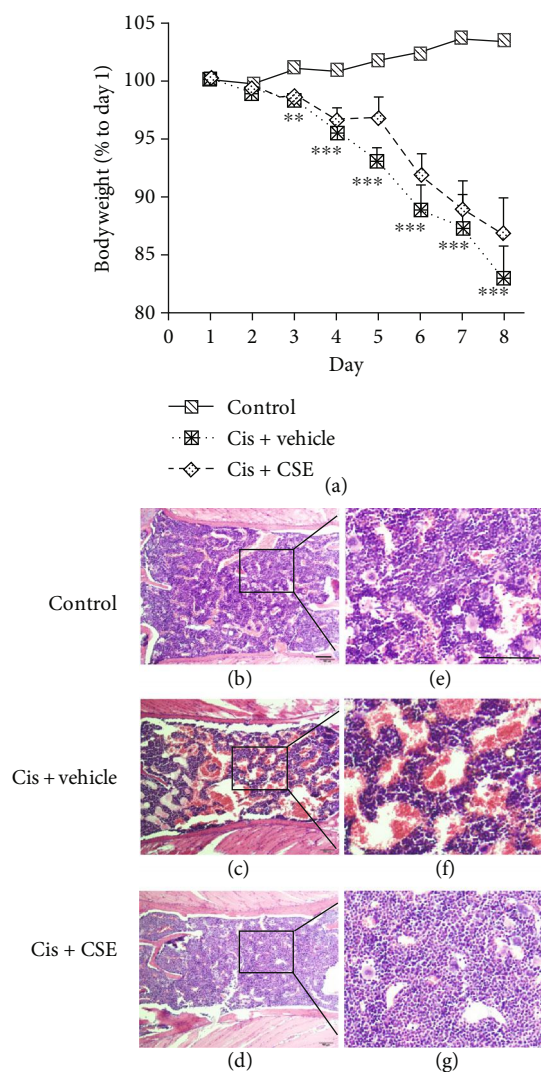 105
100
95
90
85
80
Bodyweight (% to day 1)
**
***
***
***
***
***
0 1 2 3 4 5 6 7 8
Day
Control
Cis + vehicle
Cis + CSE
(a)
Control
(b) (e)
Cis + vehicle
(c) (f)
Cis + CSE
(d) (g)